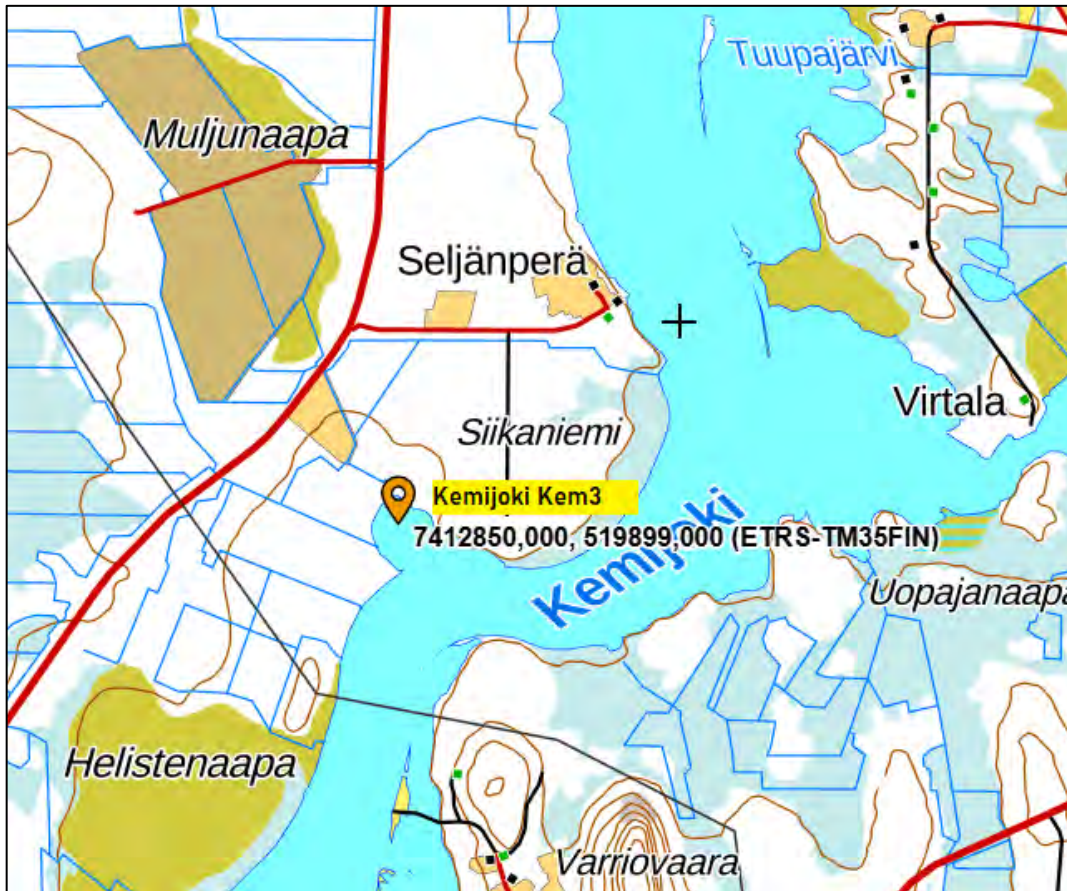 Tuupajärvi
Muljunaapa
Seljänperä
Virtala
Siikaniemi
Kemijoki Kem3
7412850,000, 519899,000 (ETRS-TM35FIN)
Kemijoki
Uopajanaapa
Helistenaapa
Varriovaara